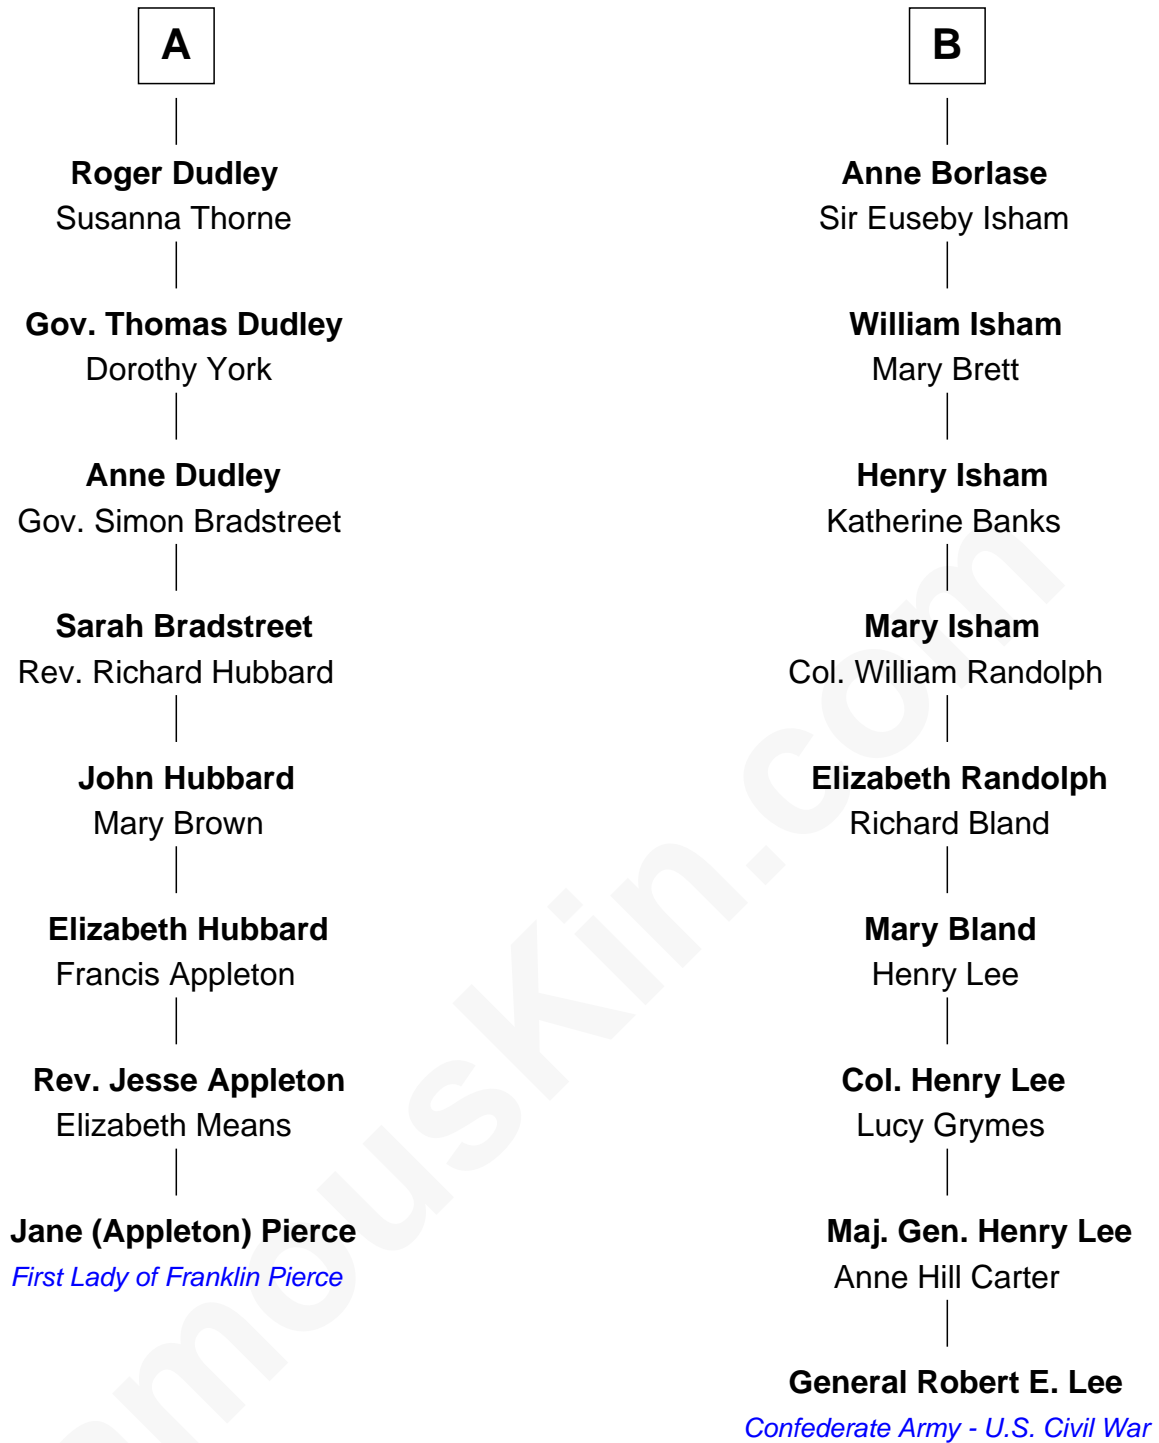 A
Roger Dudley
Susanna Thorne
Gov. Thomas Dudley
Dorothy York
Anne Dudley
Gov. Simon Bradstreet
Sarah Bradstreet
Rev. Richard Hubbard
John Hubbard
Mary Brown
Elizabeth Hubbard
Francis Appleton
Rev. Jesse Appleton
Elizabeth Means
Jane (Appleton) Pierce
First Lady of Franklin Pierce
B
Anne Borlase
Sir Euseby Isham
William Isham
Mary Brett
Henry Isham
Katherine Banks
Mary Isham
Col. William Randolph
Elizabeth Randolph
Richard Bland
Mary Bland
Henry Lee
Col. Henry Lee
Lucy Grymes
Maj. Gen. Henry Lee
Anne Hill Carter
General Robert E. Lee
Confederate Army - U.S. Civil War
amousKin.com